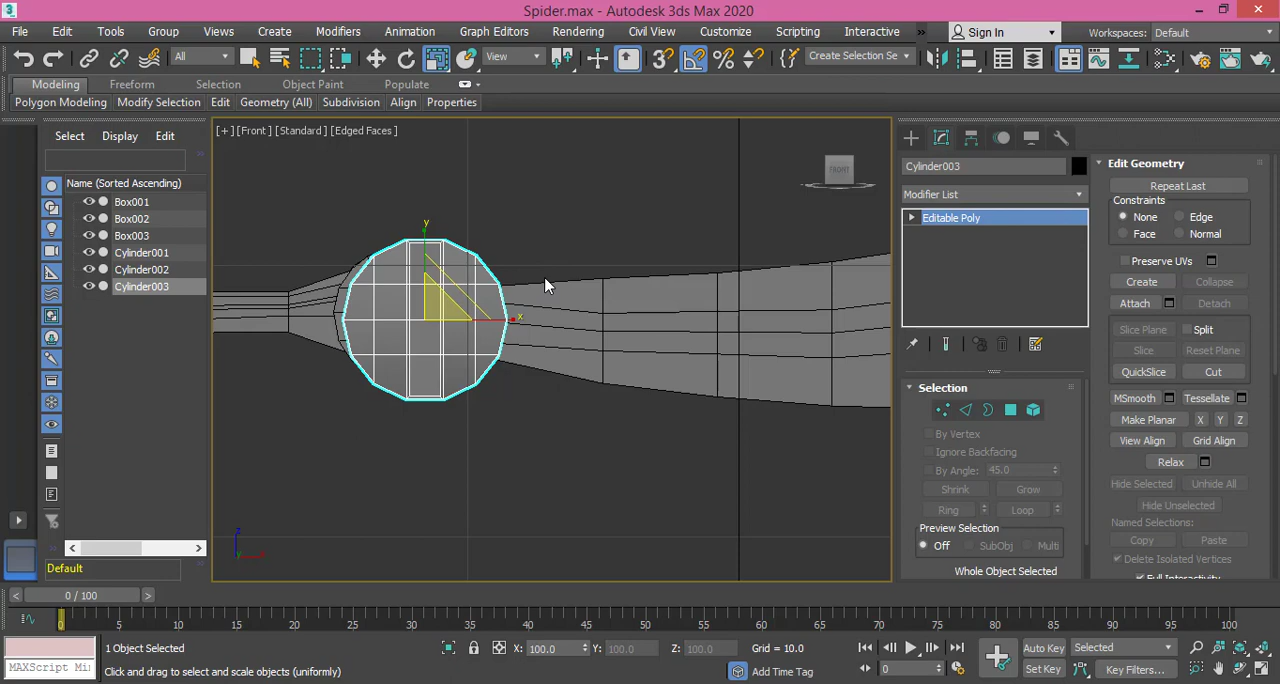 Spider.max - Autodesk 3ds Max 2020
File Edit Tools Group Views Create Modifiers Animation Graph Editors Rendering Civil View Customize Scripting Interactive Sign In Workspaces: Default
All View Create Selection Se
Modeling Freeform Selection Object Paint Populate
Polygon Modeling Modify Selection Edit Geometry (All) Subdivision Align Properties
Select Display Edit
Name (Sorted Ascending)
Box001
Box002
Box003
Cylinder001
Cylinder002
Cylinder003
Default
[+] [Front] [Standard] [Edged Faces]
FRONT
y
x
z
Cylinder003
Modifier List
Editable Poly
Selection
By Vertex
Ignore Backfacing
By Angle: 45.0
Shrink Grow
Ring Loop
Preview Selection
Off SubObj Multi
Whole Object Selected
Edit Geometry
Repeat Last
Constraints
None Edge
Face Normal
Preserve UVs
Create Collapse
Attach Detach
Slice Plane Split
Slice Reset Plane
QuickSlice Cut
MSmooth Tessellate
Make Planar X Y Z
View Align Grid Align
Relax
Hide Selected Unhide All
Hide Unselected
Named Selections:
Copy Paste
Delete Isolated Vertices
Full Interactivity
0 / 100
0 5 10 15 20 25 30 35 40 45 50 55 60 65 70 75 80 85 90 95 100
1 Object Selected X: 100.0 Y: 100.0 Z: 100.0 Grid = 10.0 Auto Key Selected
MAXScript Mi Click and drag to select and scale objects (uniformly) Add Time Tag 0 Set Key Key Filters...